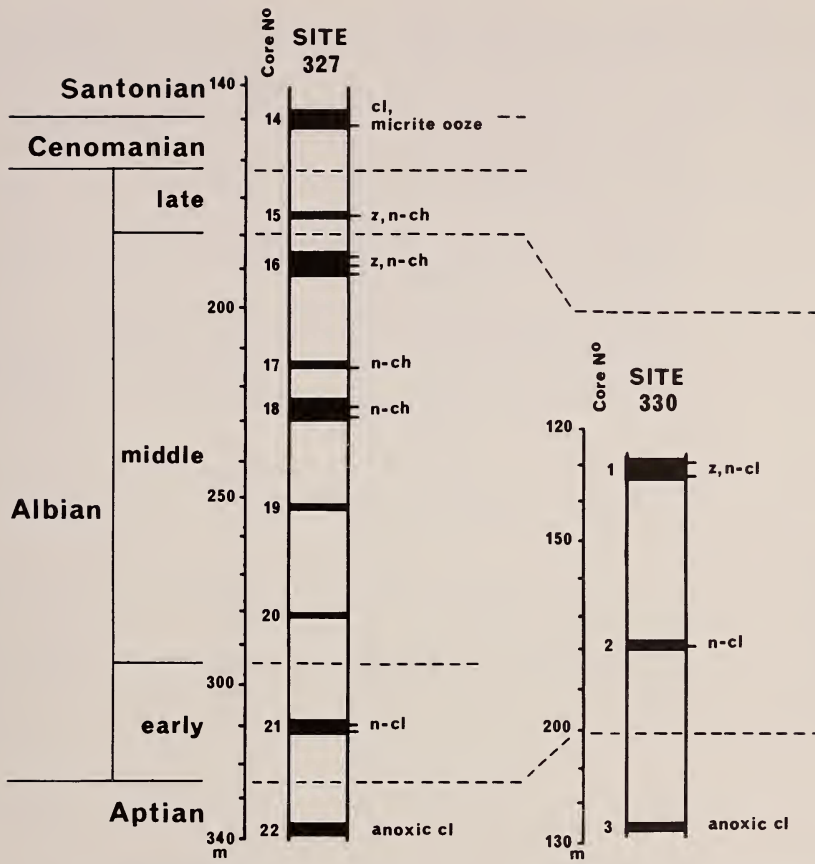 Core Nº
SITE
327
Santonian
140
14
cl,
micrite ooze
Cenomanian
late
15
z, n-ch
16
z, n-ch
200
17
n-ch
18
n-ch
middle
Albian
250
19
20
300
early
21
n-cl
Aptian
340
m
22
anoxic cl
Core Nº
SITE
330
120
1
z, n-cl
150
2
n-cl
200
3
anoxic cl
130
m